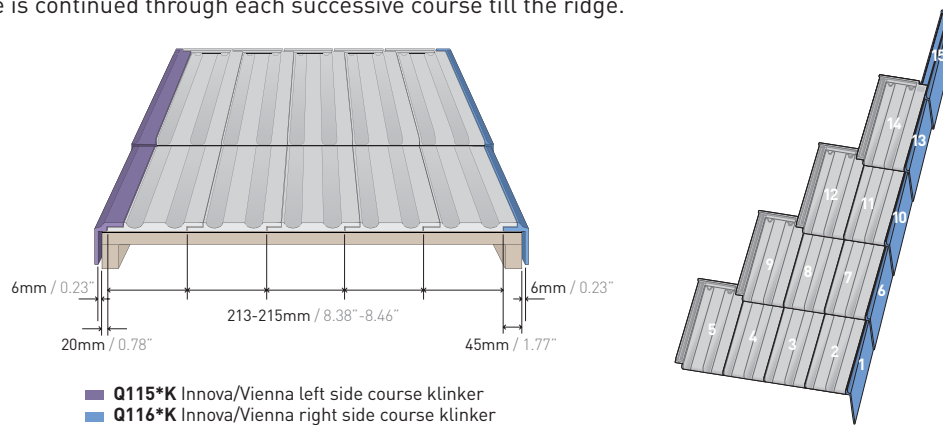 e is continued through each successive course till the ridge.
6mm / 0.23”
6mm / 0.23”
213-215mm / 8.38”-8.46”
20mm / 0.78”
45mm / 1.77”
Q115*K Innova/Vienna left side course klinker
Q116*K Innova/Vienna right side course klinker
15
14
13
12
11
10
9
8
7
6
5
4
3
2
1